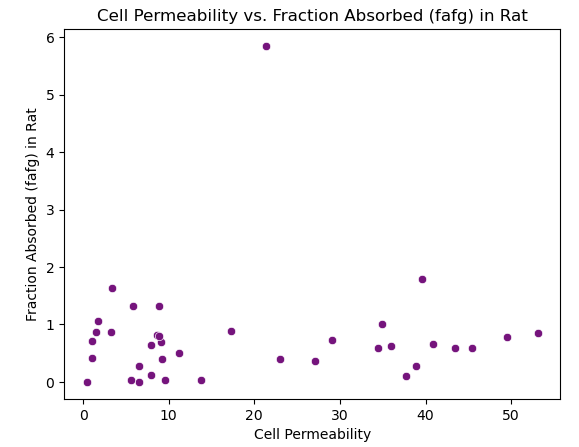 Cell Permeability vs. Fraction Absorbed (fafg) in Rat
6
5
4
3
2
1
0
Fraction Absorbed (fafg) in Rat
0 10 20 30 40 50
Cell Permeability